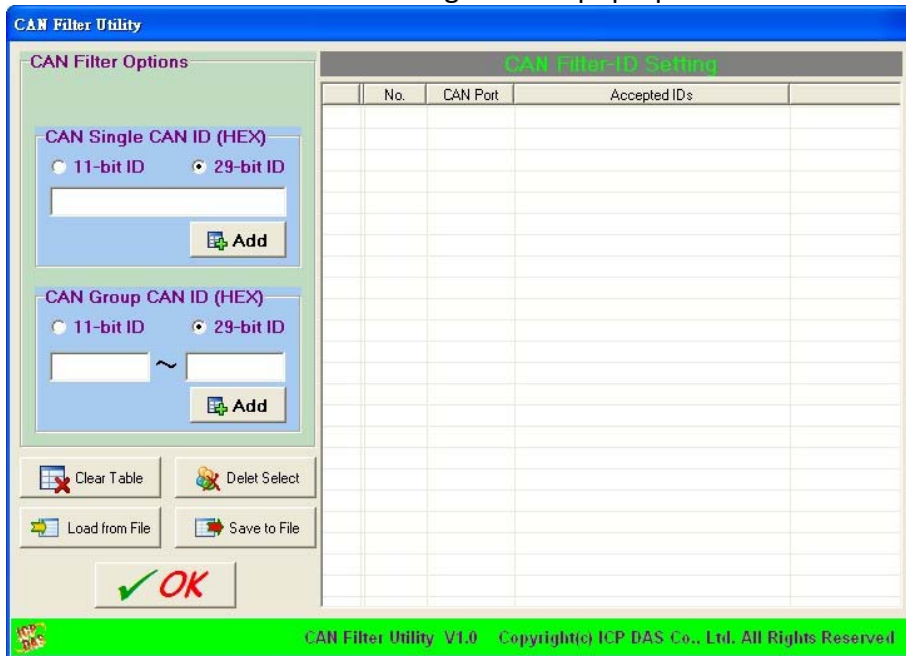 CAN Filter Utility
CAN Filter Options
CAN Single CAN ID (HEX)
11-bit ID 29-bit ID
Add
CAN Group CAN ID (HEX)
11-bit ID 29-bit ID
~
Add
Clear Table Delet Select
Load from File Save to File
OK
CAN Filter-ID Setting
No. CAN Port Accepted IDs
ICP DAS
CAN Filter Utility V1.0 Copyright(c) ICP DAS Co., Ltd. All Rights Reserved